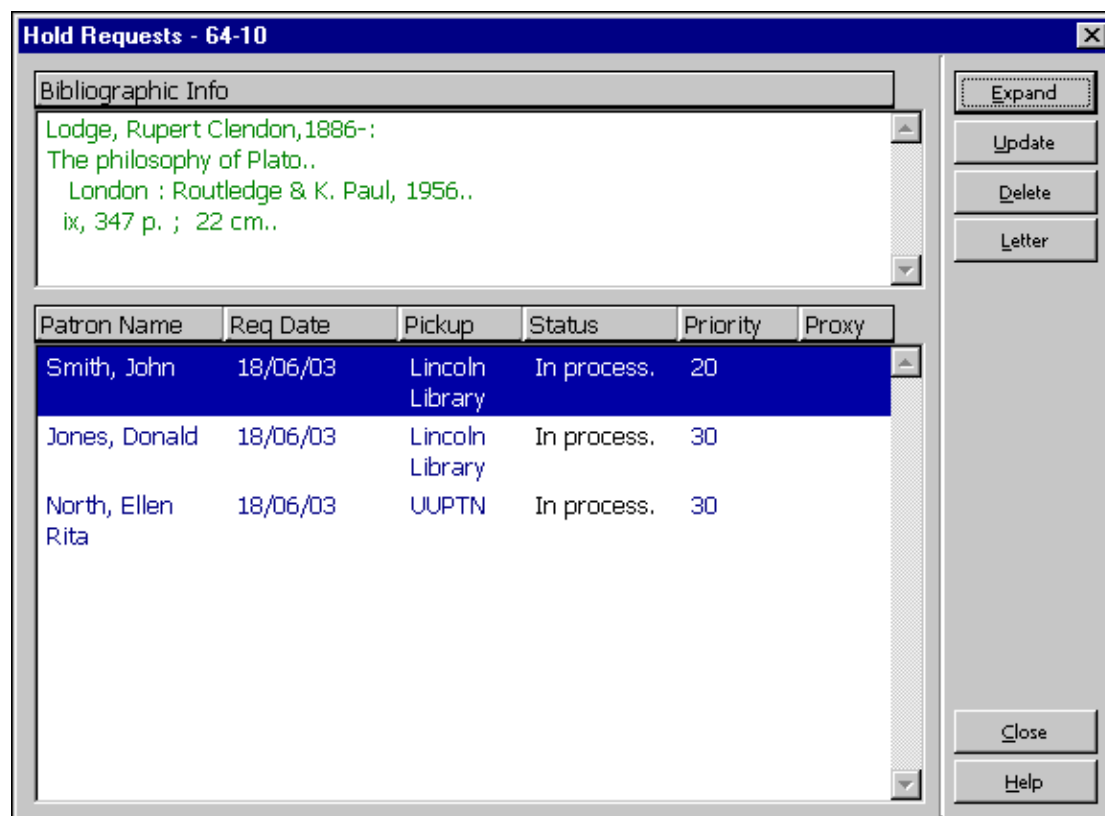 Hold Requests - 64-10
Bibliographic Info
Lodge, Rupert Clendon,1886-:
The philosophy of Plato..
London : Routledge & K. Paul, 1956..
ix, 347 p. ; 22 cm..
Patron Name Req Date Pickup Status Priority Proxy
Smith, John 18/06/03 Lincoln In process. 20
Library
Jones, Donald 18/06/03 Lincoln In process. 30
Library
North, Ellen 18/06/03 UUPTN In process. 30
Rita
Expand
Update
Delete
Letter
Close
Help